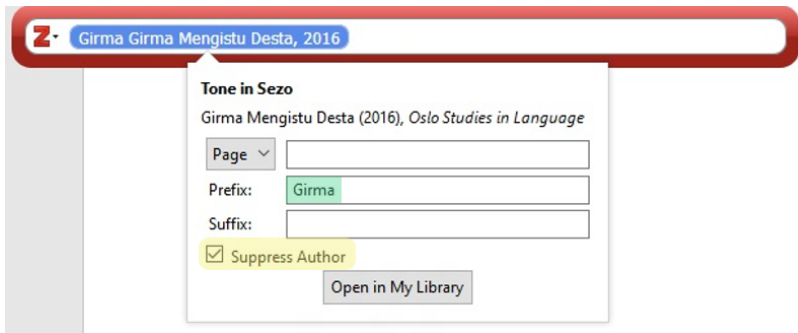 Z Girma Girma Mengistu Desta, 2016
Tone in Sezo
Girma Mengistu Desta (2016), Oslo Studies in Language
Page
Prefix: Girma
Suffix:
Suppress Author
Open in My Library